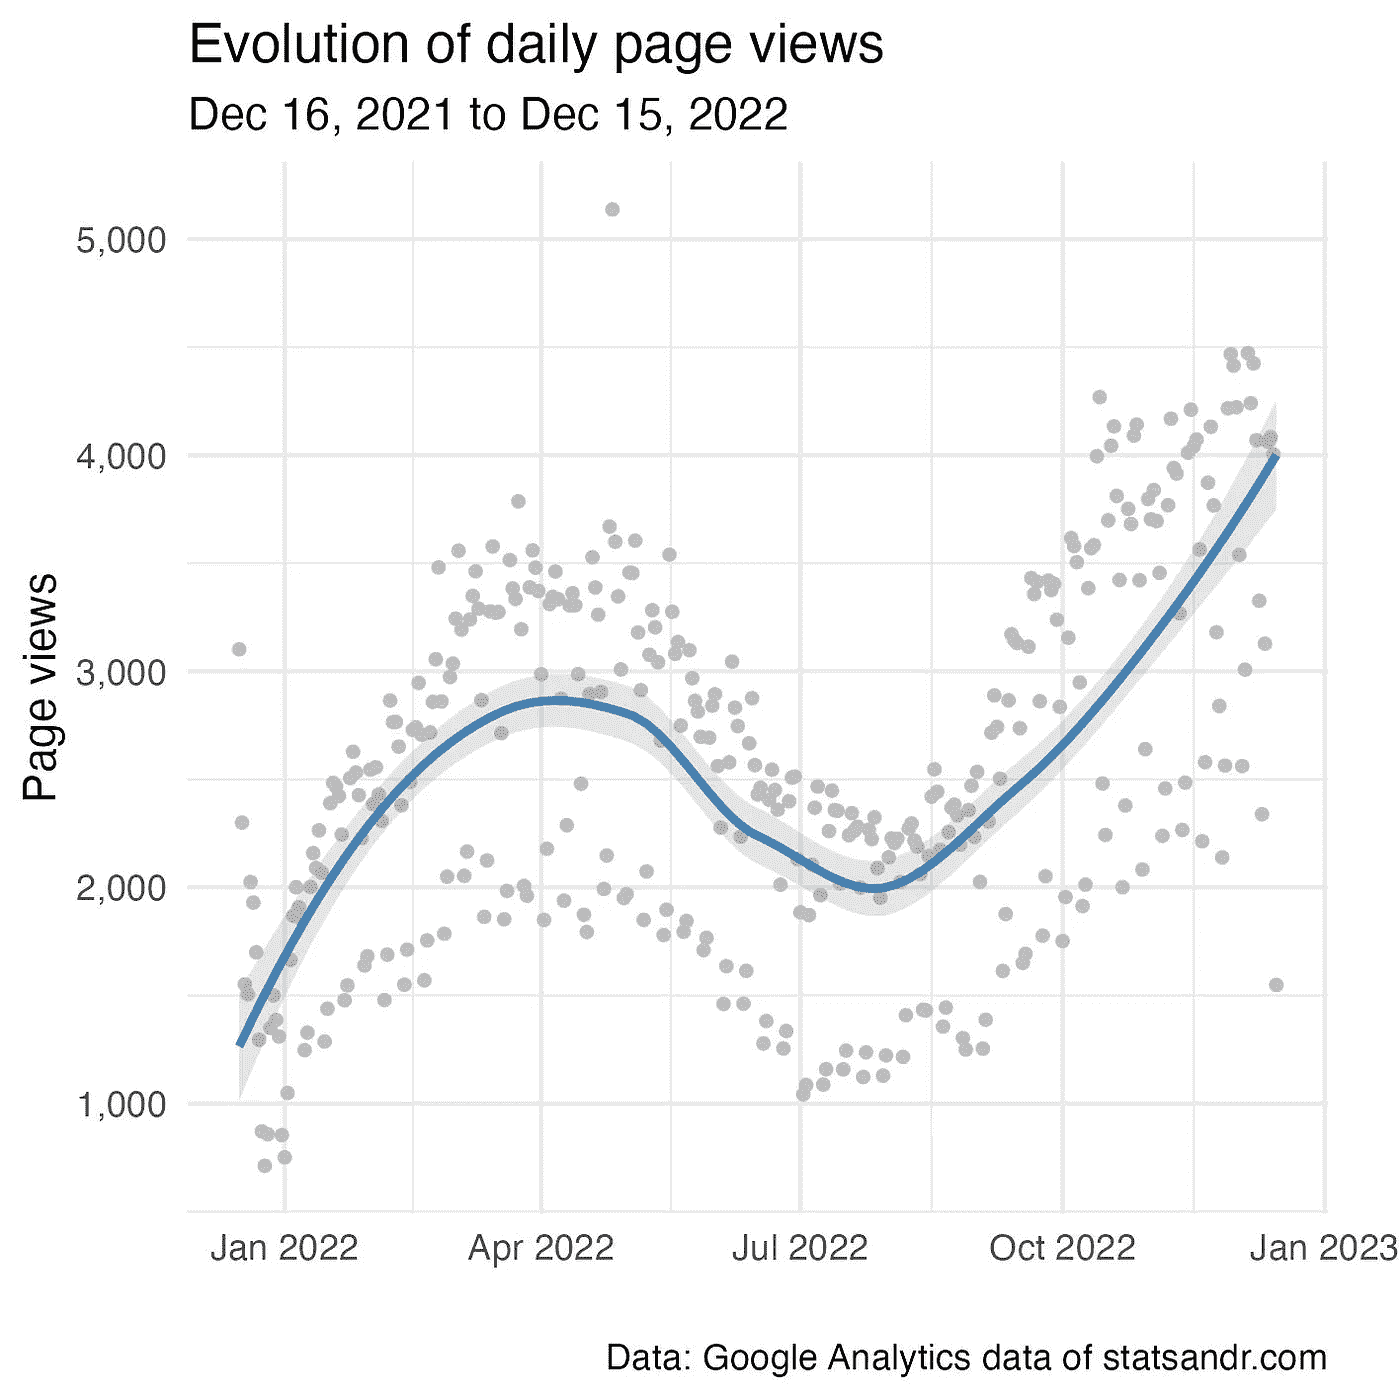 Evolution of daily page views
Dec 16, 2021 to Dec 15, 2022
Page views
5,000
4,000
3,000
2,000
1,000
Jan 2022 Apr 2022 Jul 2022 Oct 2022 Jan 2023
Data: Google Analytics data of statsandr.com